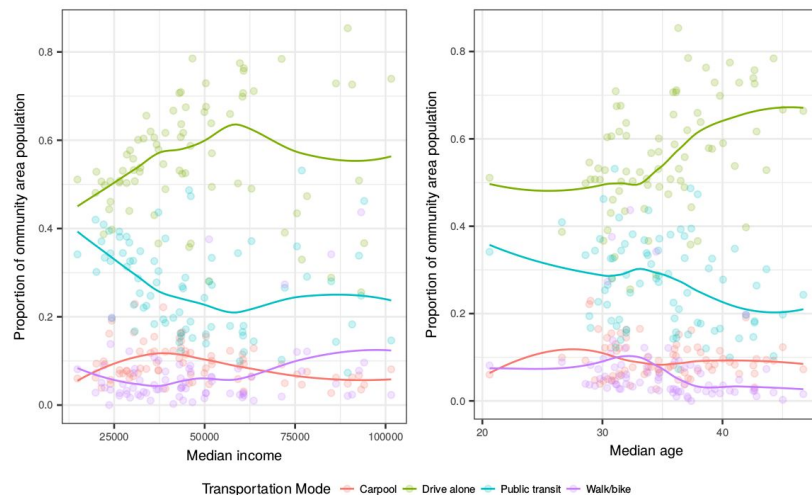 Proportion of ommunity area population
0.8
0.6
0.4
0.2
0.0
25000 50000 75000 100000
Median income
Proportion of ommunity area population
0.8
0.6
0.4
0.2
0.0
20 30 40
Median age
Transportation Mode Carpool Drive alone Public transit Walk/bike